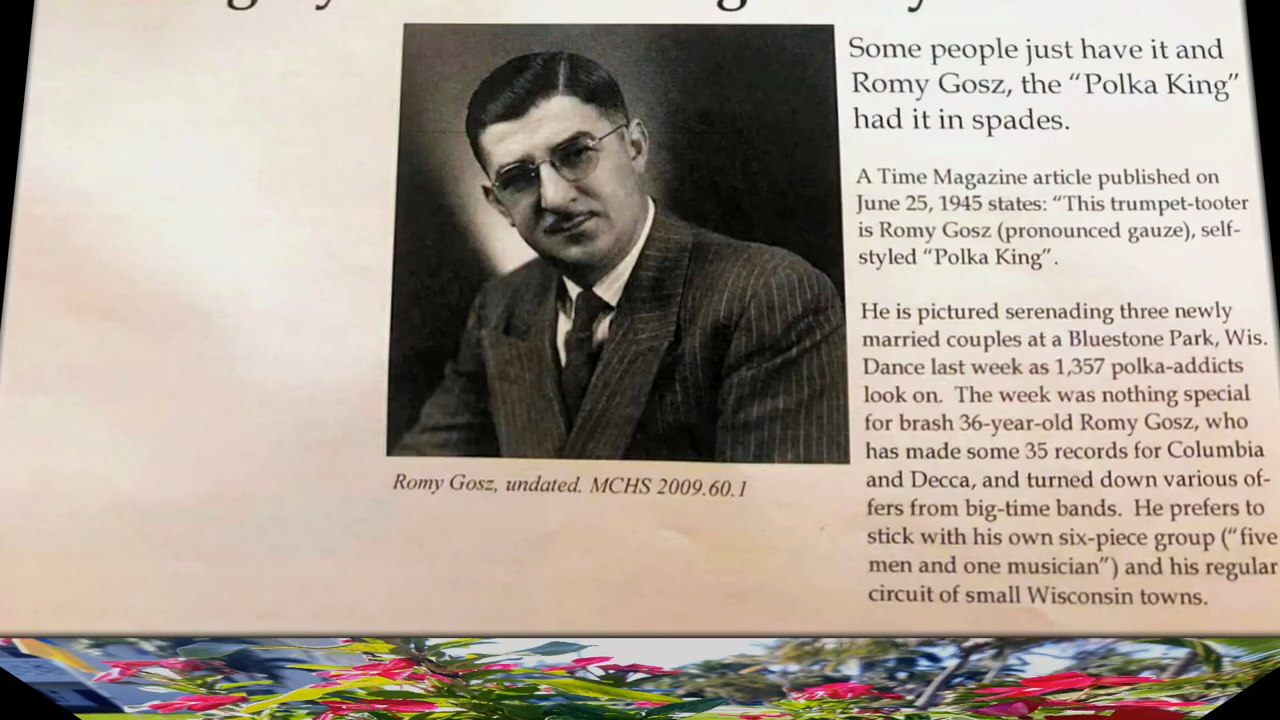 Some people just have it and
Romy Gosz, the “Polka King”
had it in spades.
A Time Magazine article published on
June 25, 1945 states: “This trumpet-tooter
is Romy Gosz (pronounced gauze), self-
styled “Polka King”.
He is pictured serenading three newly
married couples at a Bluestone Park, Wis.
Dance last week as 1,357 polka-addicts
look on. The week was nothing special
for brash 36-year-old Romy Gosz, who
has made some 35 records for Columbia
and Decca, and turned down various of-
fers from big-time bands. He prefers to
stick with his own six-piece group (“five
men and one musician”) and his regular
circuit of small Wisconsin towns.
Romy Gosz, undated. MCHS 2009.60.1